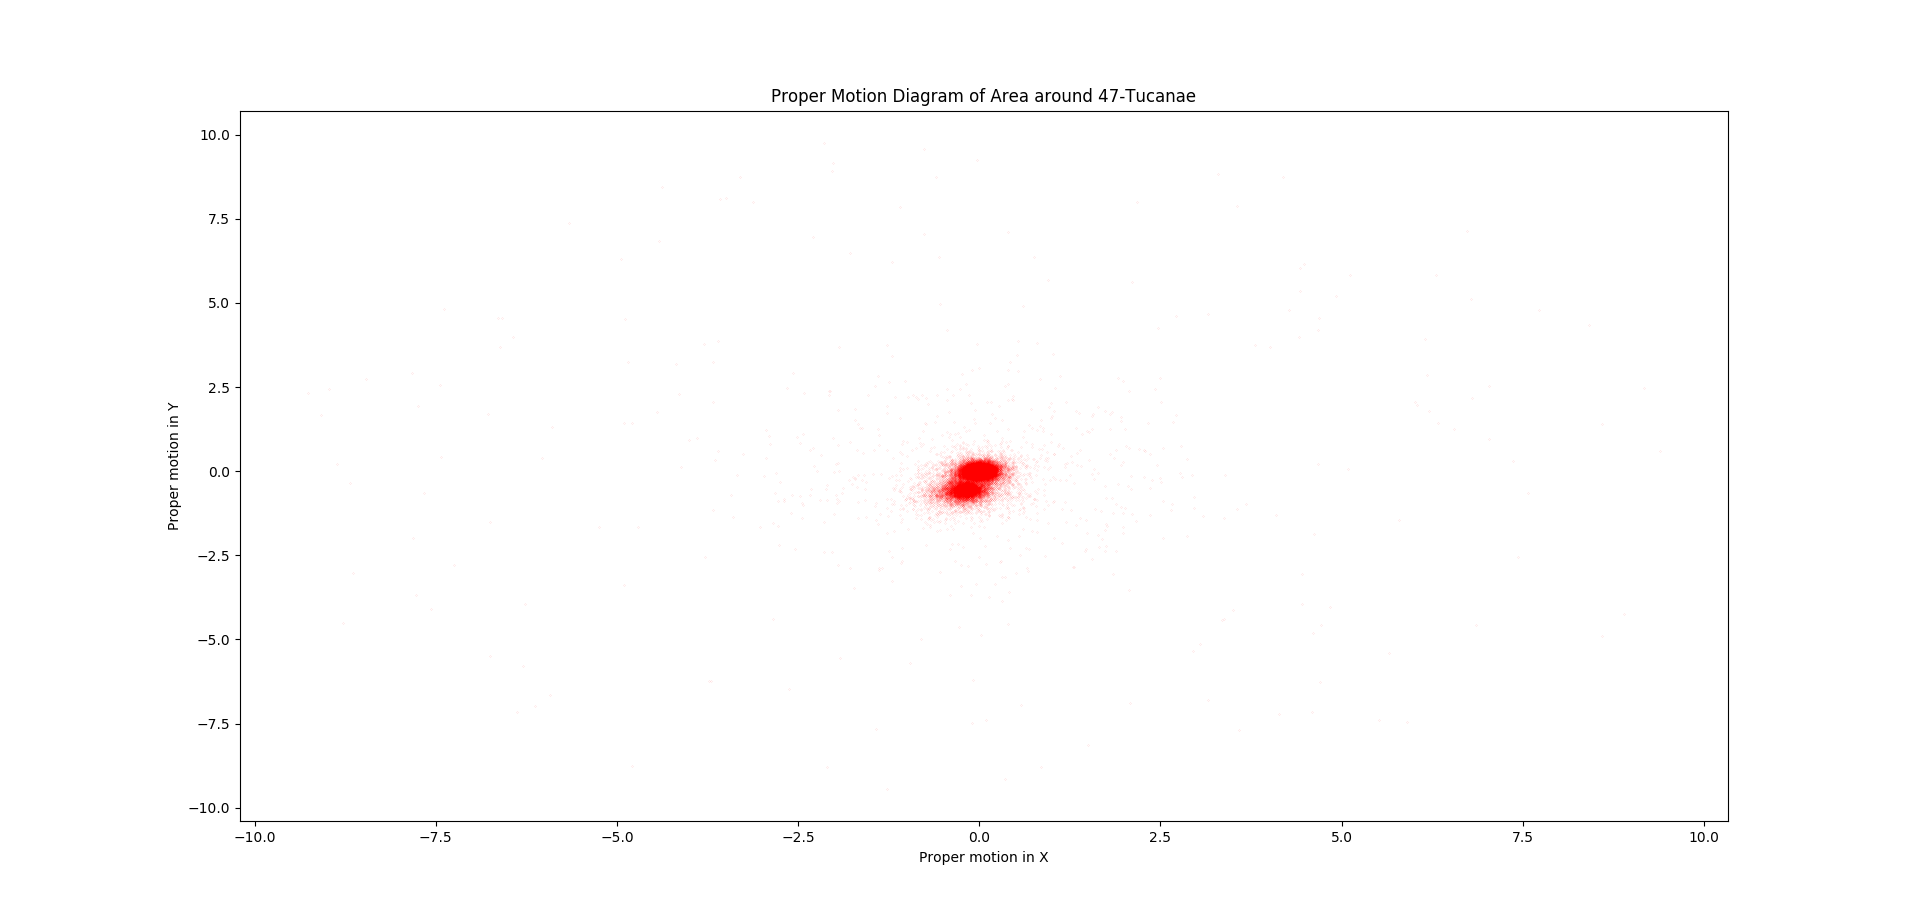 Proper Motion Diagram of Area around 47-Tucanae
10.0
7.5
5.0
2.5
0.0
−2.5
−5.0
−7.5
−10.0
Proper motion in Y
−10.0 −7.5 −5.0 −2.5 0.0 2.5 5.0 7.5 10.0
Proper motion in X